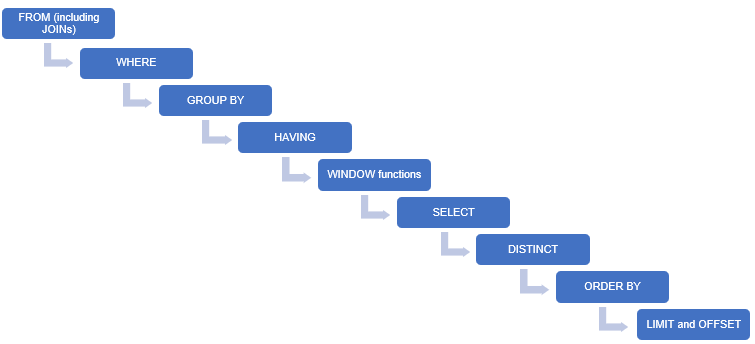 FROM (including
JOINs)
WHERE
GROUP BY
HAVING
WINDOW functions
SELECT
DISTINCT
ORDER BY
LIMIT and OFFSET